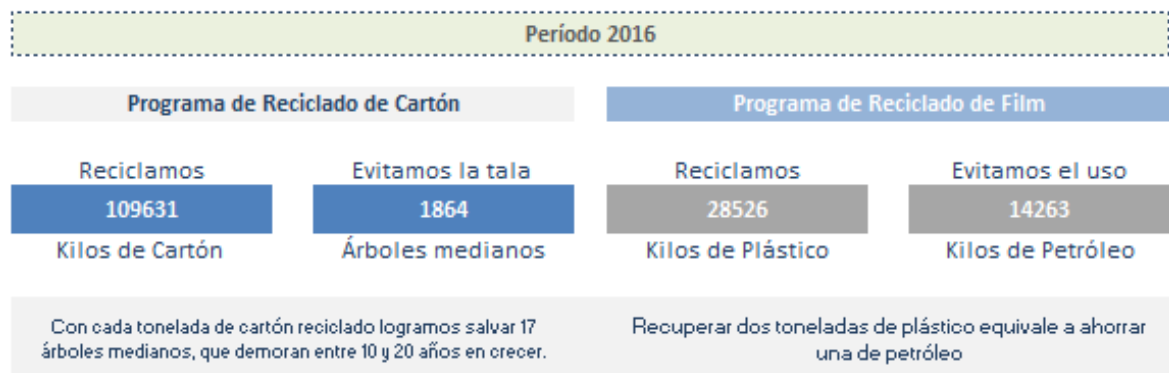 Período 2016
Programa de Reciclado de Cartón
Programa de Reciclado de Film
Reciclamos
109631
Kilos de Cartón
Evitamos la tala
1864
Árboles medianos
Reciclamos
28526
Kilos de Plástico
Evitamos el uso
14263
Kilos de Petróleo
Con cada tonelada de cartón reciclado logramos salvar 17
árboles medianos, que demoran entre 10 y 20 años en crecer.
Recuperar dos toneladas de plástico equivale a ahorrar
una de petróleo